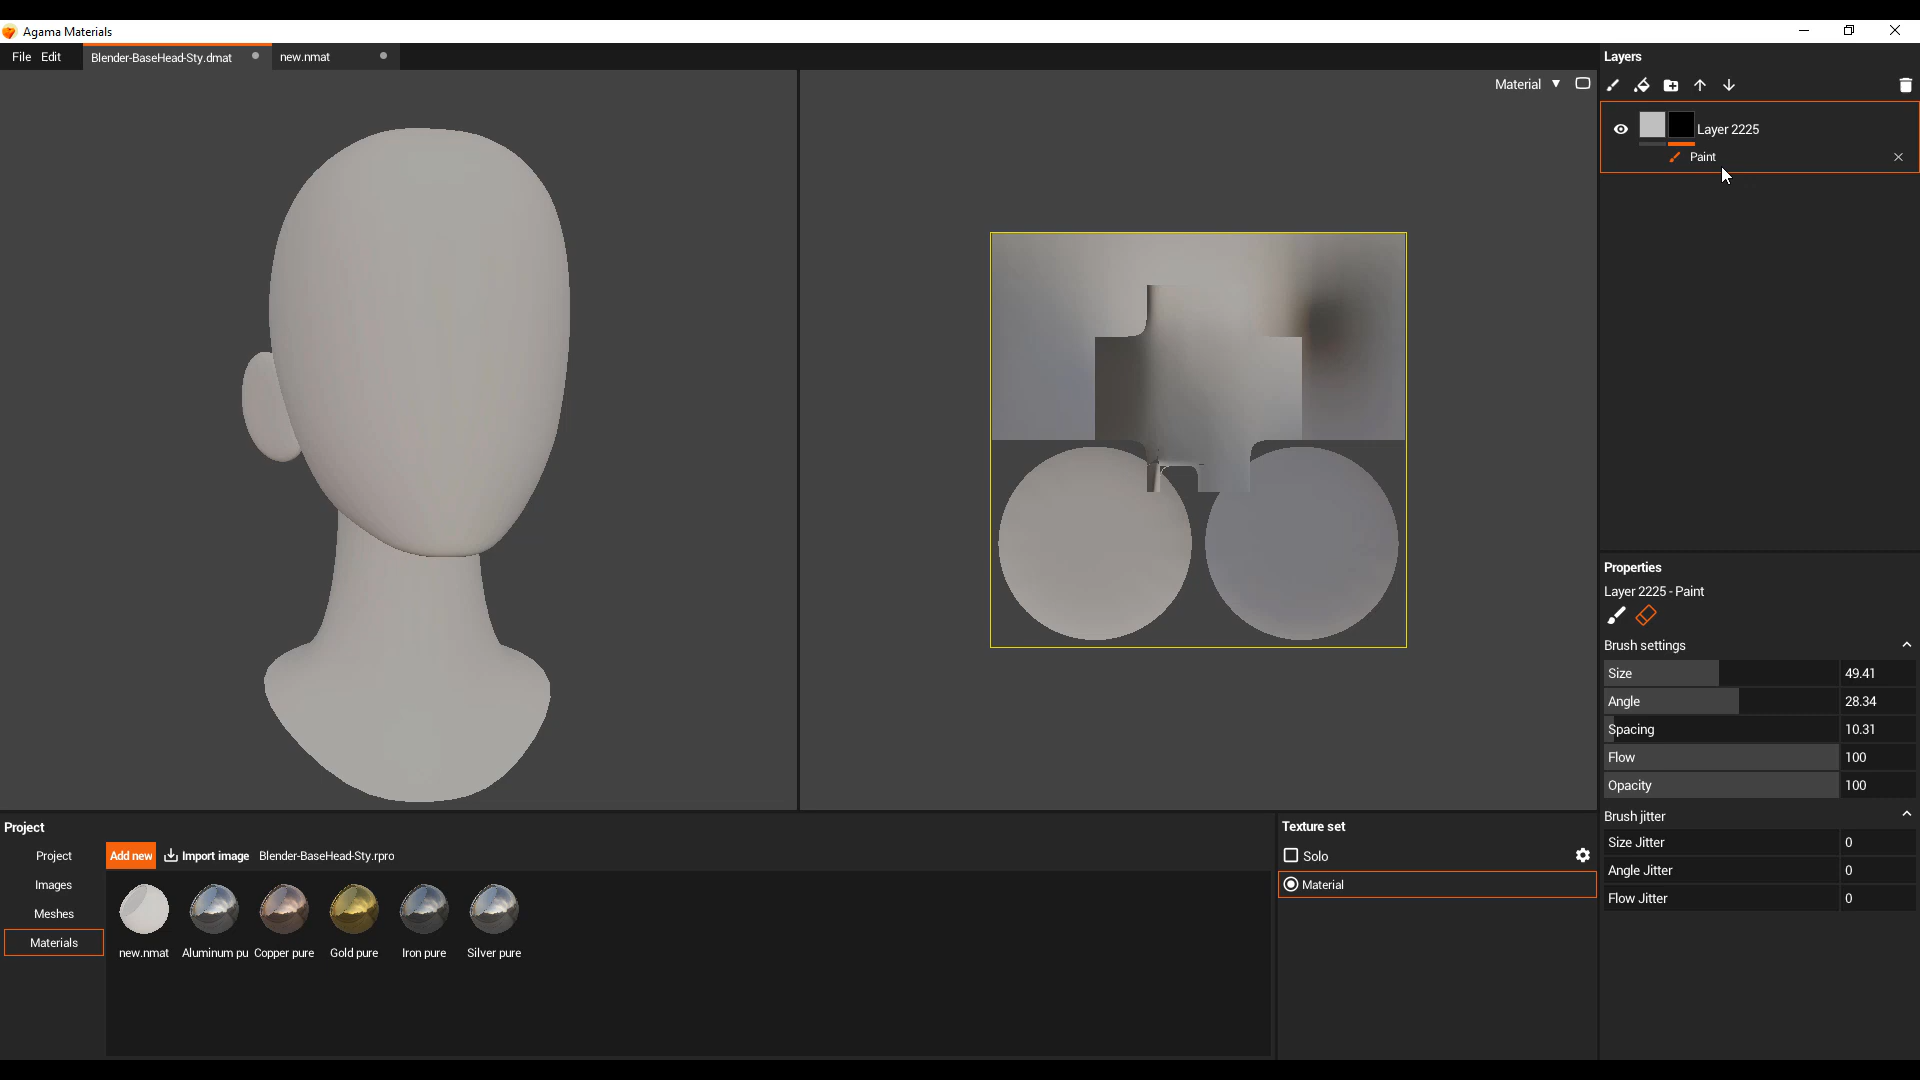 Agama Materials
File Edit Blender-BaseHead-Sty.dmat new.nmat
Material
Layers
Layer 2225
Paint
Properties
Layer 2225 - Paint
Brush settings
Size 49.41
Angle 28.34
Spacing 10.31
Flow 100
Opacity 100
Brush jitter
Size Jitter 0
Angle Jitter 0
Flow Jitter 0
Project
Project
Images
Meshes
Materials
Add new Import image Blender-BaseHead-Sty.rpro
new.nmat Aluminum pu Copper pure Gold pure Iron pure Silver pure
Texture set
Solo
Material